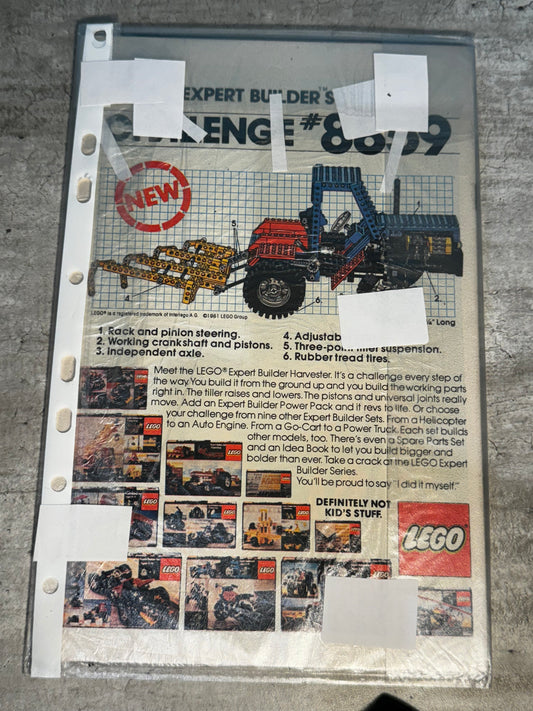 EXPERT BUILDER™
CHALLENGE #8859
NEW
5
4
6.
2.
LEGO® is a registered trademark of Interlego A.G. ©1981 LEGO Group
Long
1. Rack and pinion steering.
2. Working crankshaft and pistons.
3. Independent axle.
4.
5. suspension.
6. Rubber tread tires.
Meet the LEGO® Expert Builder Harvester. It's a challenge every step of
the way. You build it from the ground up and you build the working parts
right in. The tiller raises and lowers. The pistons and universal joints really
move. Add an Expert Builder Power Pack and it revs to life. Or choose
your challenge from nine other Expert Builder Sets. From a Helicopter
to an Auto Engine. From a Go-Cart to a Power Truck. Each set builds
other models, too. There's even a Spare Parts Set
and an Idea Book to let you build bigger and
bolder than ever. Take a crack at the LEGO Expert
Builder Series.
You'll be proud to say "I did it myself."
DEFINITELY NOT
KID'S STUFF.
LEGO